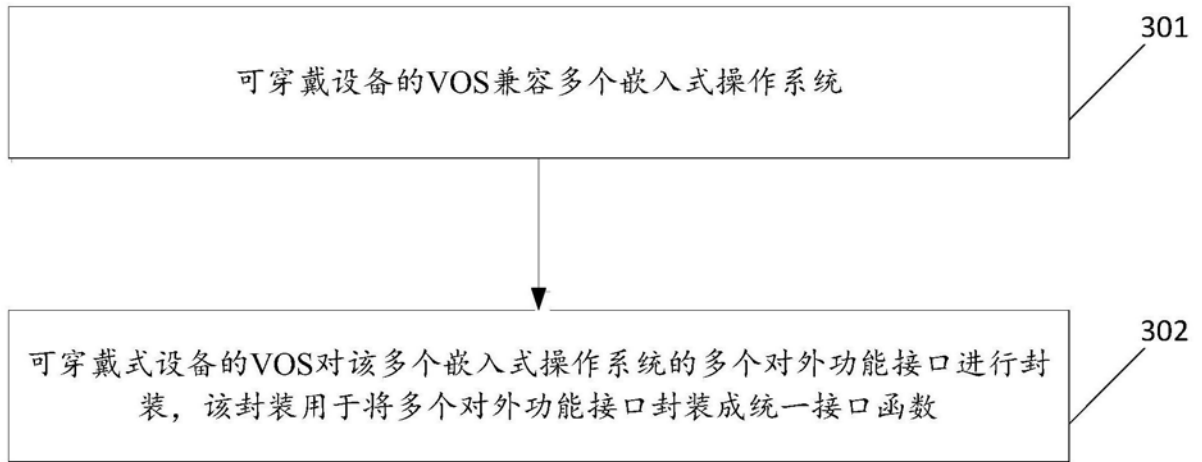 301
可穿戴设备的VOS兼容多个嵌入式操作系统
302
可穿戴式设备的VOS对该多个嵌入式操作系统的多个对外功能接口进行封
装，该封装用于将多个对外功能接口封装成统一接口函数